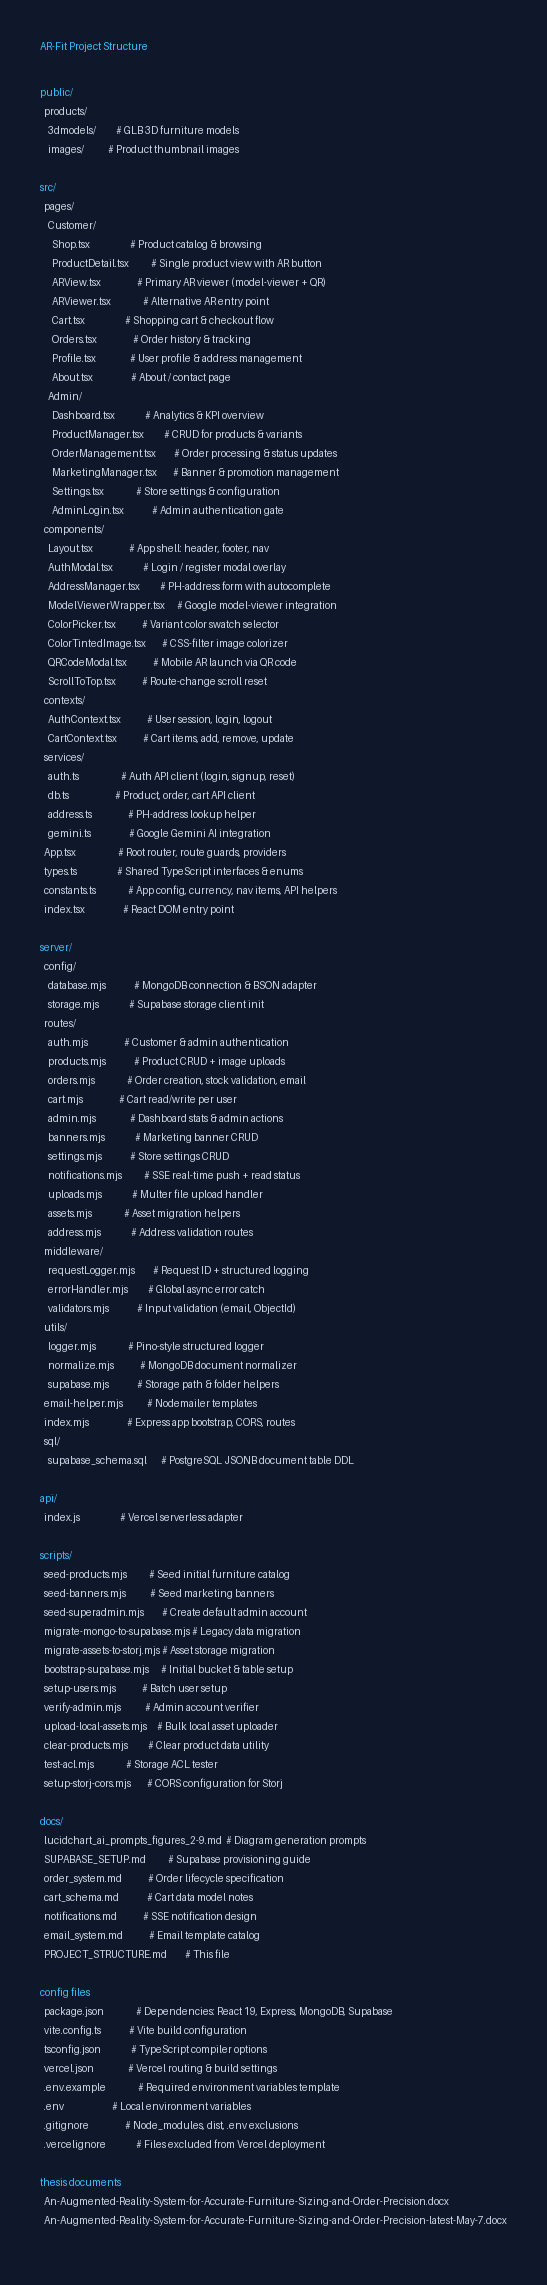 AR-Fit Project Structure
public/
products/
3dmodels/ # GLB 3D furniture models
images/ # Product thumbnail images
src/
pages/
Customer/
Shop.tsx # Product catalog & browsing
ProductDetail.tsx # Single product view with AR button
ARView.tsx # Primary AR viewer (model-viewer + QR)
ARViewer.tsx # Alternative AR entry point
Cart.tsx # Shopping cart & checkout flow
Orders.tsx # Order history & tracking
Profile.tsx # User profile & address management
About.tsx # About / contact page
Admin/
Dashboard.tsx # Analytics & KPI overview
ProductManager.tsx # CRUD for products & variants
OrderManagement.tsx # Order processing & status updates
MarketingManager.tsx # Banner & promotion management
Settings.tsx # Store settings & configuration
AdminLogin.tsx # Admin authentication gate
components/
Layout.tsx # App shell: header, footer, nav
AuthModal.tsx # Login / register modal overlay
AddressManager.tsx # PH-address form with autocomplete
ModelViewerWrapper.tsx # Google model-viewer integration
ColorPicker.tsx # Variant color swatch selector
ColorTintedImage.tsx # CSS-filter image colorizer
QRCodeModal.tsx # Mobile AR launch via QR code
ScrollToTop.tsx # Route-change scroll reset
contexts/
AuthContext.tsx # User session, login, logout
CartContext.tsx # Cart items, add, remove, update
services/
auth.ts # Auth API client (login, signup, reset)
db.ts # Product, order, cart API client
address.ts # PH-address lookup helper
gemini.ts # Google Gemini AI integration
App.tsx # Root router, route guards, providers
types.ts # Shared TypeScript interfaces & enums
constants.ts # App config, currency, nav items, API helpers
index.tsx # React DOM entry point
server/
config/
database.mjs # MongoDB connection & BSON adapter
storage.mjs # Supabase storage client init
routes/
auth.mjs # Customer & admin authentication
products.mjs # Product CRUD + image uploads
orders.mjs # Order creation, stock validation, email
cart.mjs # Cart read/write per user
admin.mjs # Dashboard stats & admin actions
banners.mjs # Marketing banner CRUD
settings.mjs # Store settings CRUD
notifications.mjs # SSE real-time push + read status
uploads.mjs # Multer file upload handler
assets.mjs # Asset migration helpers
address.mjs # Address validation routes
middleware/
requestLogger.mjs # Request ID + structured logging
errorHandler.mjs # Global async error catch
validators.mjs # Input validation (email, ObjectId)
utils/
logger.mjs # Pino-style structured logger
normalize.mjs # MongoDB document normalizer
supabase.mjs # Storage path & folder helpers
email-helper.mjs # Nodemailer templates
index.mjs # Express app bootstrap, CORS, routes
sql/
supabase_schema.sql # PostgreSQL JSONB document table DDL
api/
index.js # Vercel serverless adapter
scripts/
seed-products.mjs # Seed initial furniture catalog
seed-banners.mjs # Seed marketing banners
seed-superadmin.mjs # Create default admin account
migrate-mongo-to-supabase.mjs # Legacy data migration
migrate-assets-to-storj.mjs # Asset storage migration
bootstrap-supabase.mjs # Initial bucket & table setup
setup-users.mjs # Batch user setup
verify-admin.mjs # Admin account verifier
upload-local-assets.mjs # Bulk local asset uploader
clear-products.mjs # Clear product data utility
test-acl.mjs # Storage ACL tester
setup-storj-cors.mjs # CORS configuration for Storj
docs/
lucidchart_ai_prompts_figures_2-9.md # Diagram generation prompts
SUPABASE_SETUP.md # Supabase provisioning guide
order_system.md # Order lifecycle specification
cart_schema.md # Cart data model notes
notifications.md # SSE notification design
email_system.md # Email template catalog
PROJECT_STRUCTURE.md # This file
config files
package.json # Dependencies: React 19, Express, MongoDB, Supabase
vite.config.ts # Vite build configuration
tsconfig.json # TypeScript compiler options
vercel.json # Vercel routing & build settings
.env.example # Required environment variables template
.env # Local environment variables
.gitignore # Node_modules, dist, .env exclusions
.vercelignore # Files excluded from Vercel deployment
thesis documents
An-Augmented-Reality-System-for-Accurate-Furniture-Sizing-and-Order-Precision.docx
An-Augmented-Reality-System-for-Accurate-Furniture-Sizing-and-Order-Precision-latest-May-7.docx